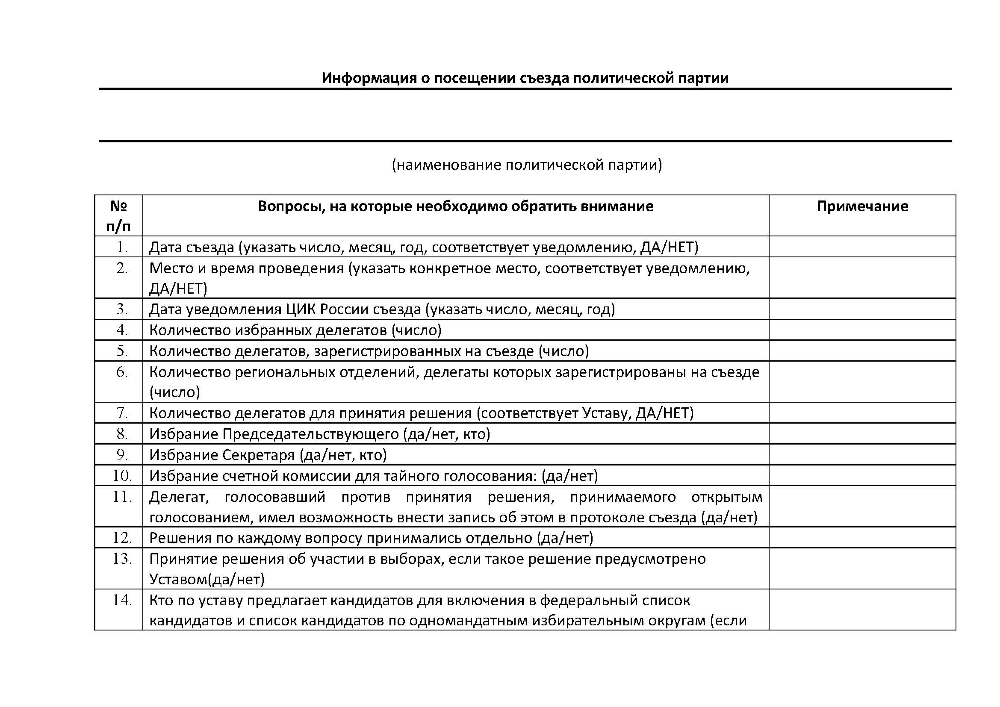 Информация о посещении съезда политической партии
(наименование политической партии)
№ п/п
Вопросы, на которые необходимо обратить внимание
Примечание
1. Дата съезда (указать число, месяц, год, соответствует уведомлению, ДА/НЕТ)
2. Место и время проведения (указать конкретное место, соответствует уведомлению,
ДА/НЕТ)
3. Дата уведомления ЦИК России съезда (указать число, месяц, год)
4. Количество избранных делегатов (число)
5. Количество делегатов, зарегистрированных на съезде (число)
6. Количество региональных отделений, делегаты которых зарегистрированы на съезде
(число)
7. Количество делегатов для принятия решения (соответствует Уставу, ДА/НЕТ)
8. Избрание Председательствующего (да/нет, кто)
9. Избрание Секретаря (да/нет, кто)
10. Избрание счетной комиссии для тайного голосования: (да/нет)
11. Делегат, голосовавший против принятия решения, принимаемого открытым
голосованием, имел возможность внести запись об этом в протоколе съезда (да/нет)
12. Решения по каждому вопросу принимались отдельно (да/нет)
13. Принятие решения об участии в выборах, если такое решение предусмотрено
Уставом(да/нет)
14. Кто по уставу предлагает кандидатов для включения в федеральный список
кандидатов и список кандидатов по одномандатным избирательным округам (если